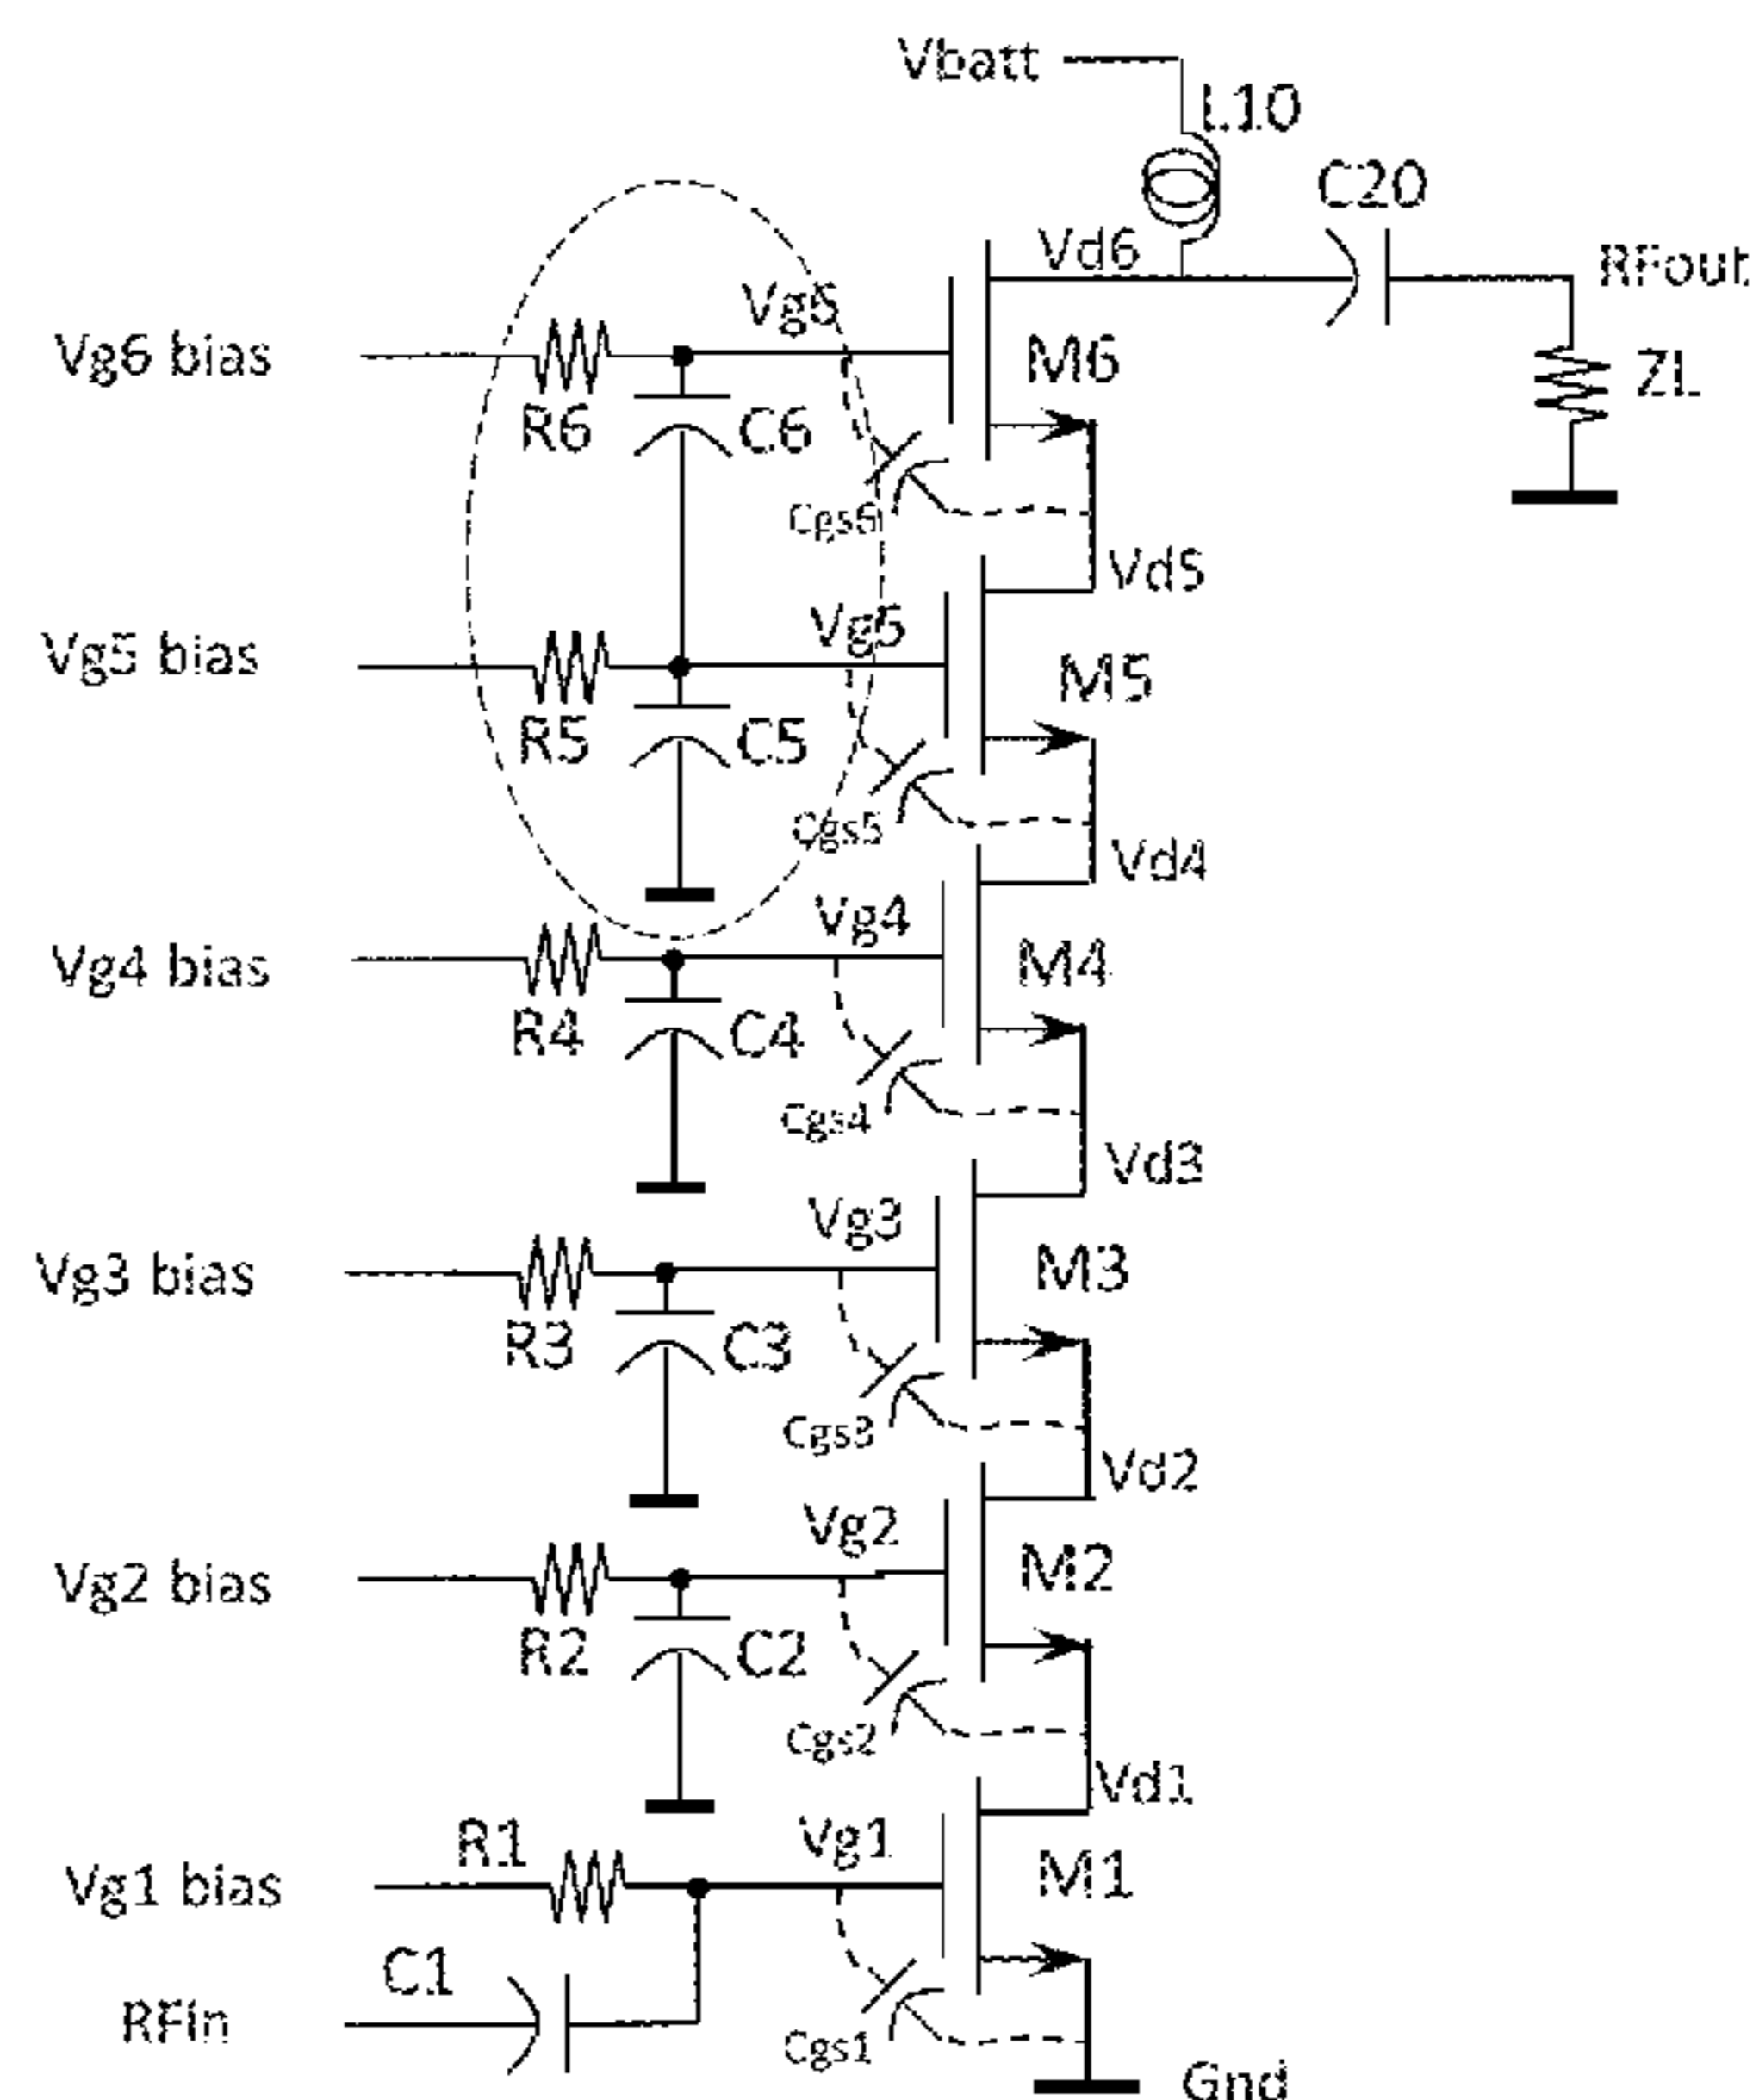 Vbatt
L10
C20
Vd6
RFout
Vg6 bias
R6
C6
M6
ZL
Cgs6
Vd5
Vg5 bias
Vg5
R5
C5
M5
Cgs5
Vd4
Vg4
Vg4 bias
R4
C4
M4
Cgs4
Vd3
Vg3
Vg3 bias
R3
C3
M3
Cgs3
Vd2
Vg2
Vg2 bias
R2
C2
M2
Cgs2
Vd1
R1
Vg1
Vg1 bias
M1
C1
RFin
Cgs1
Gnd